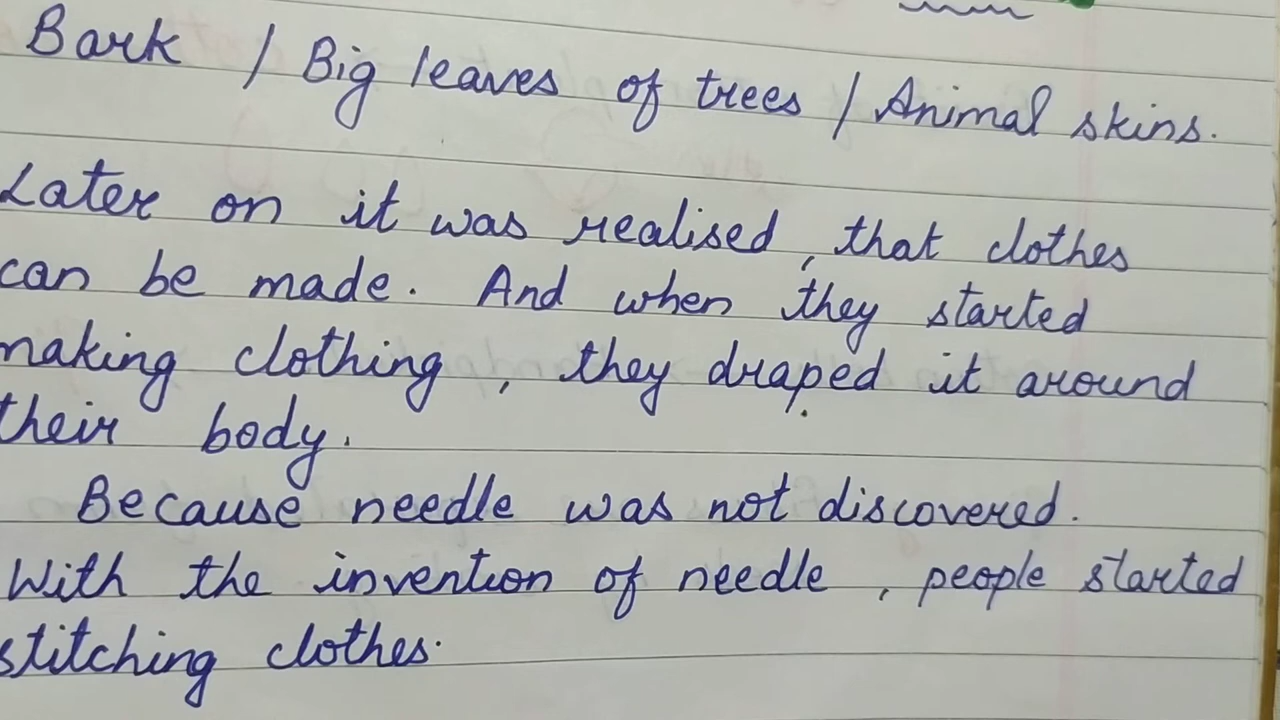 Bark / Big leaves of trees / Animal skins.
Later on it was realised, that clothes
can be made. And when they started
making clothing, they draped it around
their body.
Because needle was not discovered.
With the invention of needle, people started
stitching clothes.